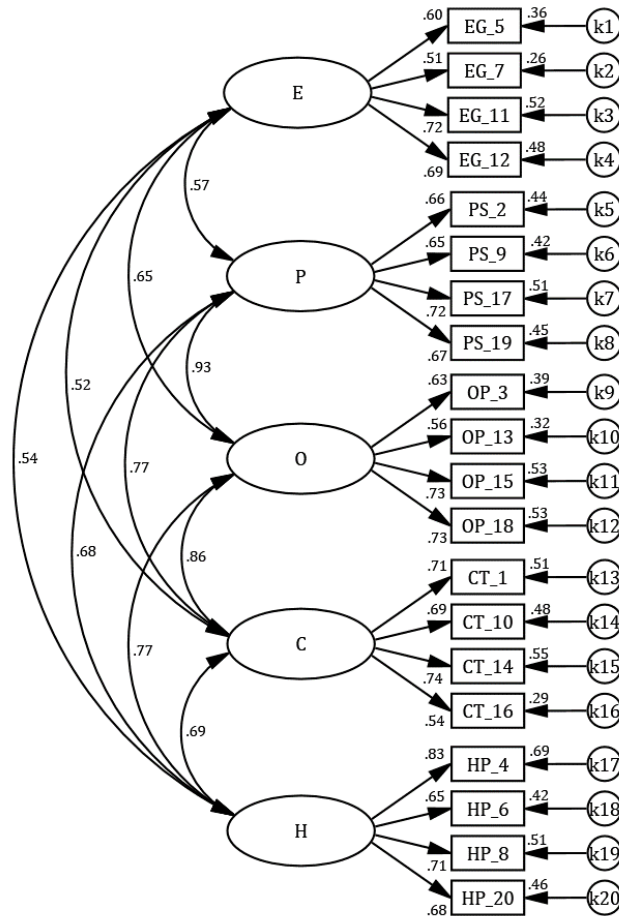 .60 EG_5 .36 k1
.51 EG_7 .26 k2
E
.72 EG_11 .52 k3
.69 EG_12 .48 k4
.57
.66 PS_2 .44 k5
.65 PS_9 .42 k6
.65
P
.72 PS_17 .51 k7
.67 PS_19 .45 k8
.93
.52
.63 OP_3 .39 k9
.56 OP_13 .32 k10
.54
.77
O
.73 OP_15 .53 k11
.73 OP_18 .53 k12
.68
.86
.71 CT_1 .51 k13
.69 CT_10 .48 k14
.77
C
.74 CT_14 .55 k15
.54 CT_16 .29 k16
.69
.83 HP_4 .69 k17
.65 HP_6 .42 k18
H
.71 HP_8 .51 k19
.68 HP_20 .46 k20